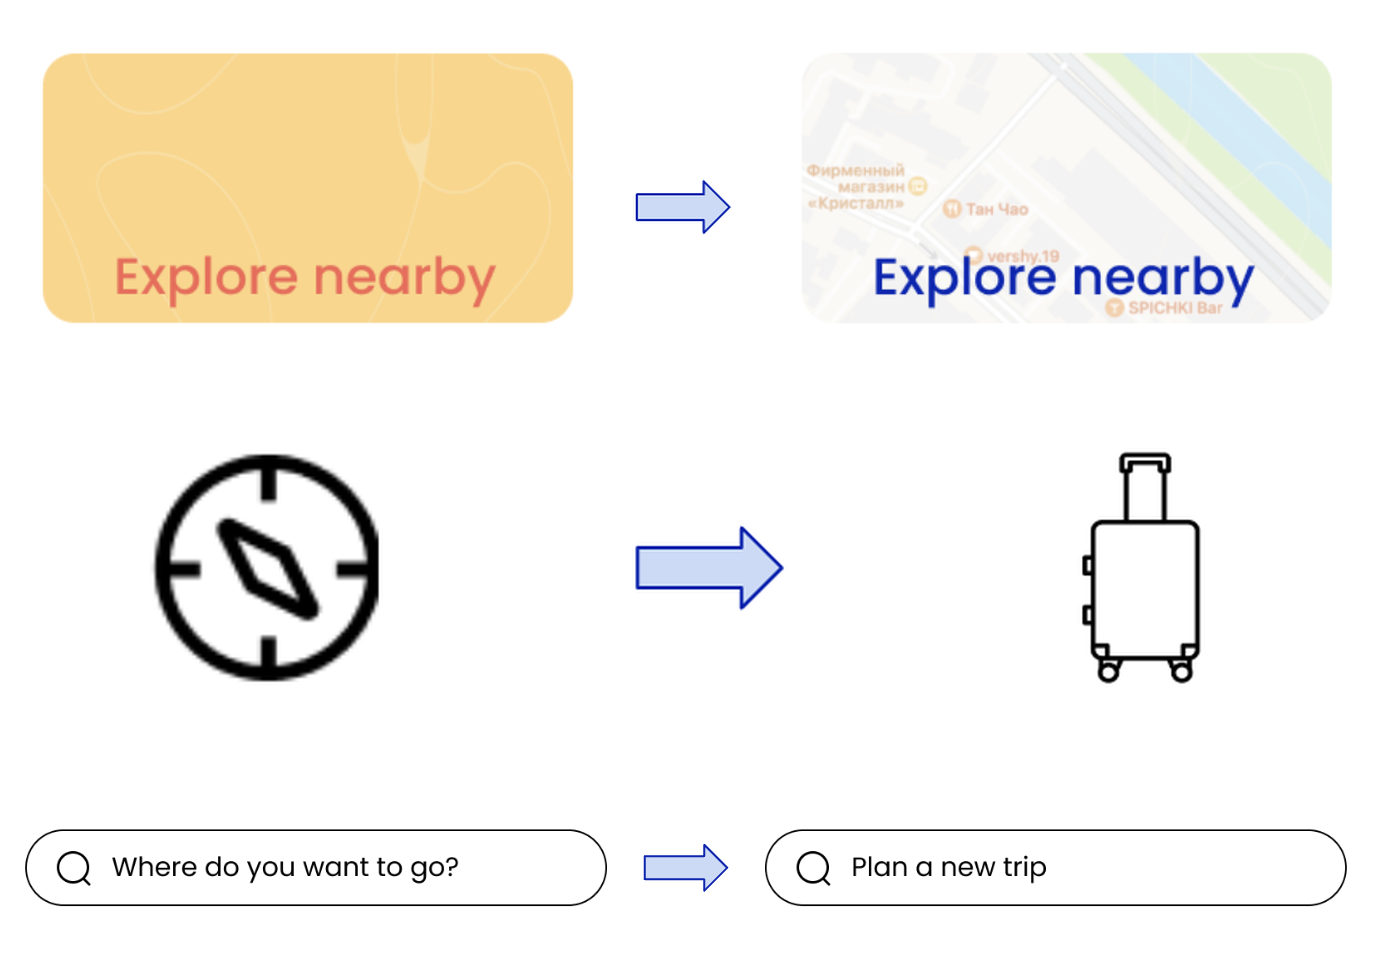 Explore nearby
Фирменный
магазин
«Кристалл»
Тан Чао
vershy.19
Explore nearby
SPICHKI Bar
Where do you want to go?
Plan a new trip